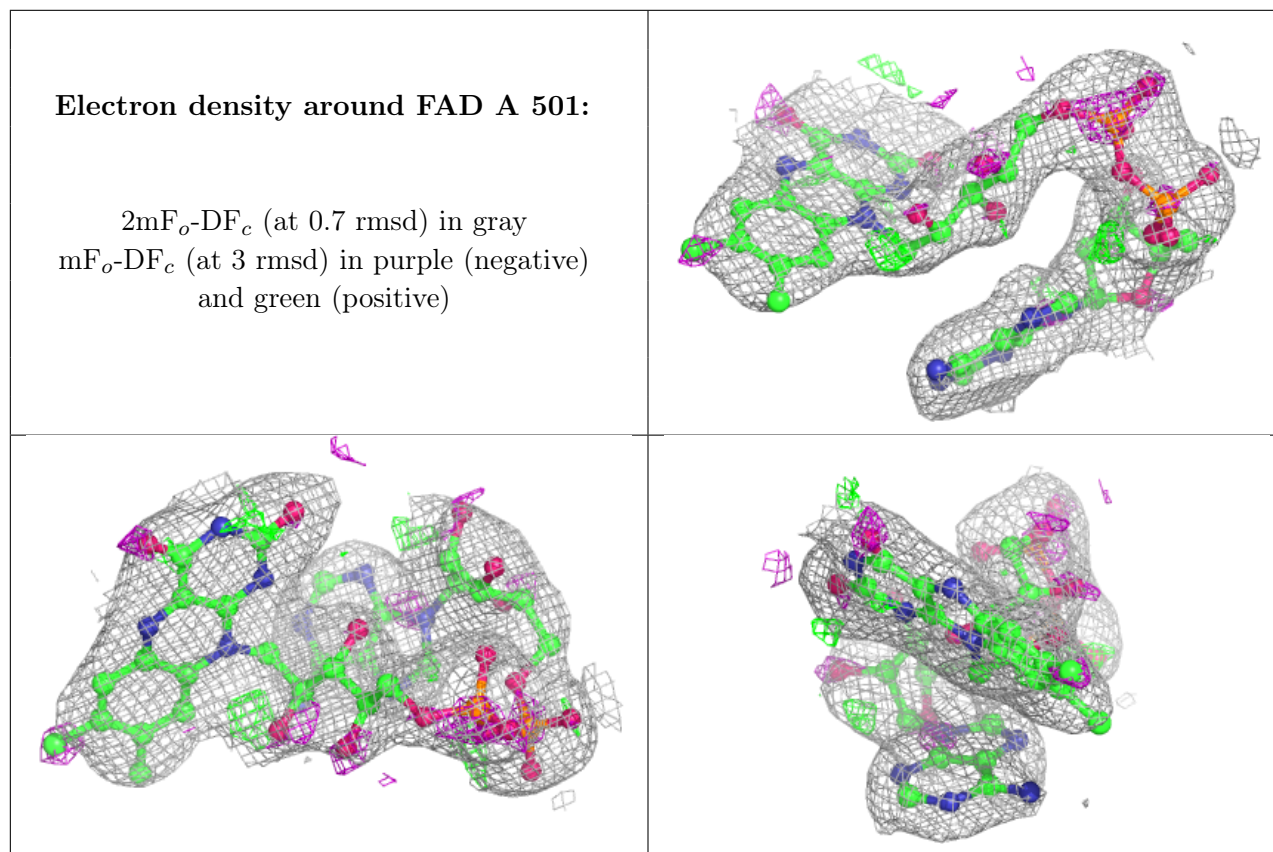 Electron density around FAD A 501:
2mFo-DFc (at 0.7 rmsd) in gray
mFo-DFc (at 3 rmsd) in purple (negative)
and green (positive)